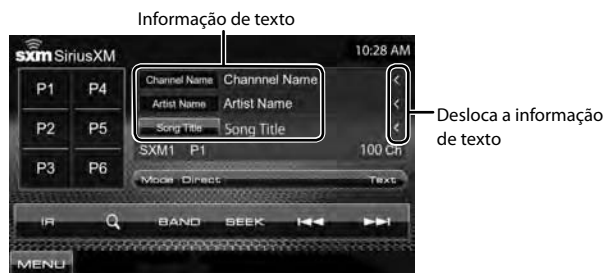 Informação de texto
sxm SiriusXM
10:28 AM
P1 P4
Channel Name Channnel Name <
Artist Name Artist Name <
P2 P5
Song Title Song Title <
Desloca a informação
de texto
SXM1 P1 100 Ch
P3 P6
Mode Direct Text
IR BAND SEEK
MENU